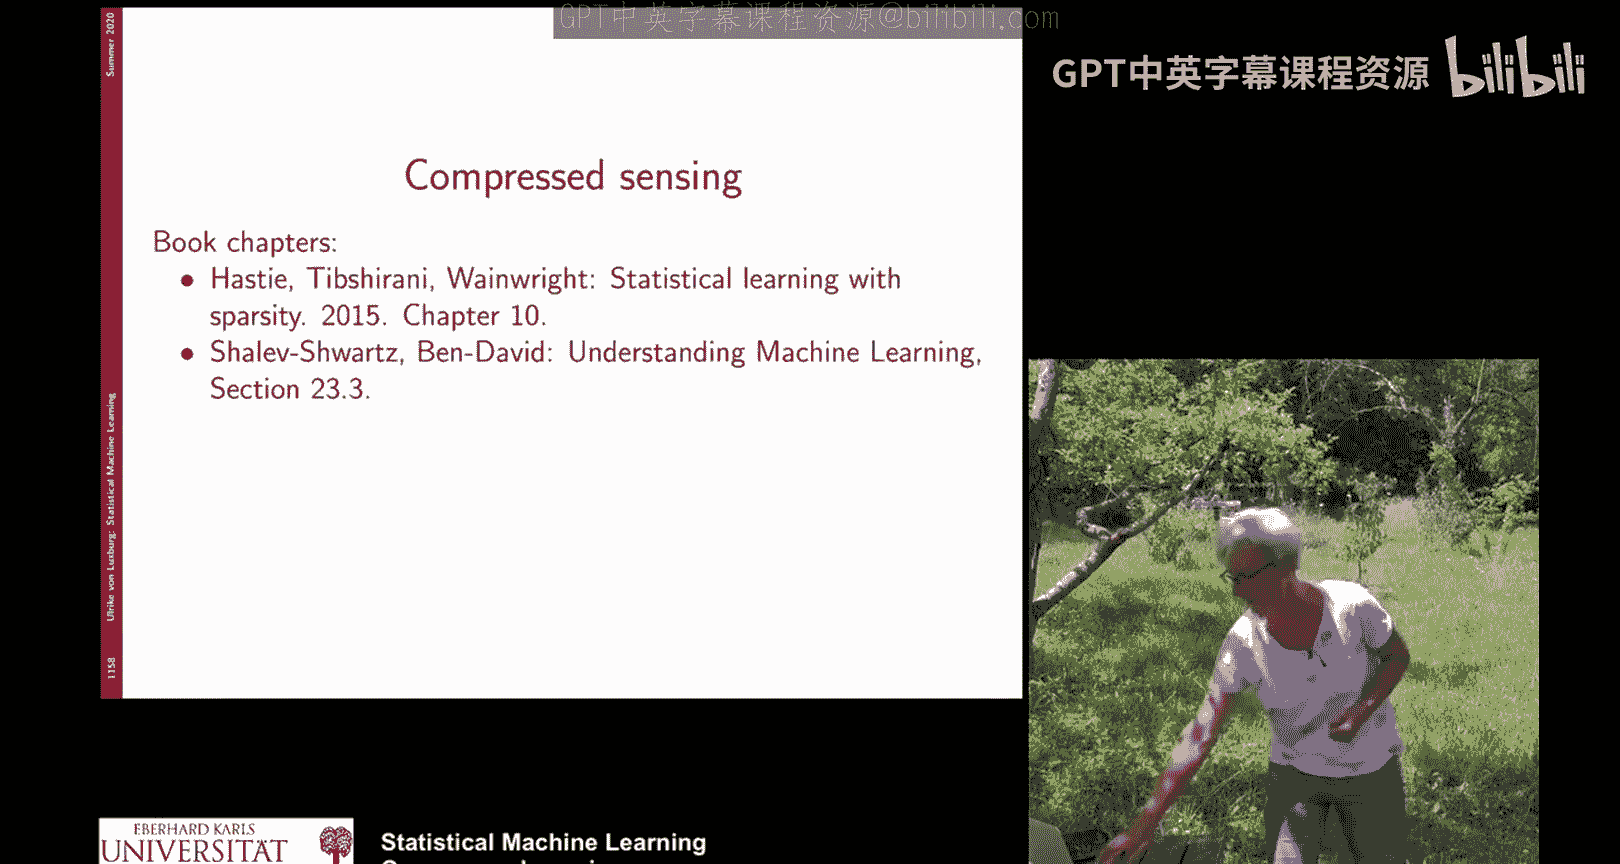 GPT中英字幕课程资源@bilibili.com
GPT中英字幕课程资源 bilibili
Summer 2020
Ulrike von Luxburg: Statistical Machine Learning
1158
Compressed sensing
Book chapters:
• Hastie, Tibshirani, Wainwright: Statistical learning with
sparsity. 2015. Chapter 10.
• Shalev-Shwartz, Ben-David: Understanding Machine Learning,
Section 23.3.
EBERHARD KARLS
UNIVERSITÄT
Statistical Machine Learning